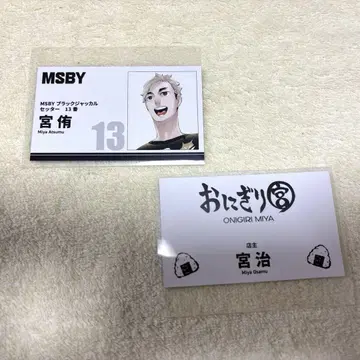 MSBY
MSBY ブラックジャッカル
セッター 13番
宮 侑
Miya Atsumu
13
おにぎり宮
ONIGIRI MIYA
店主
宮 治
Miya Osamu